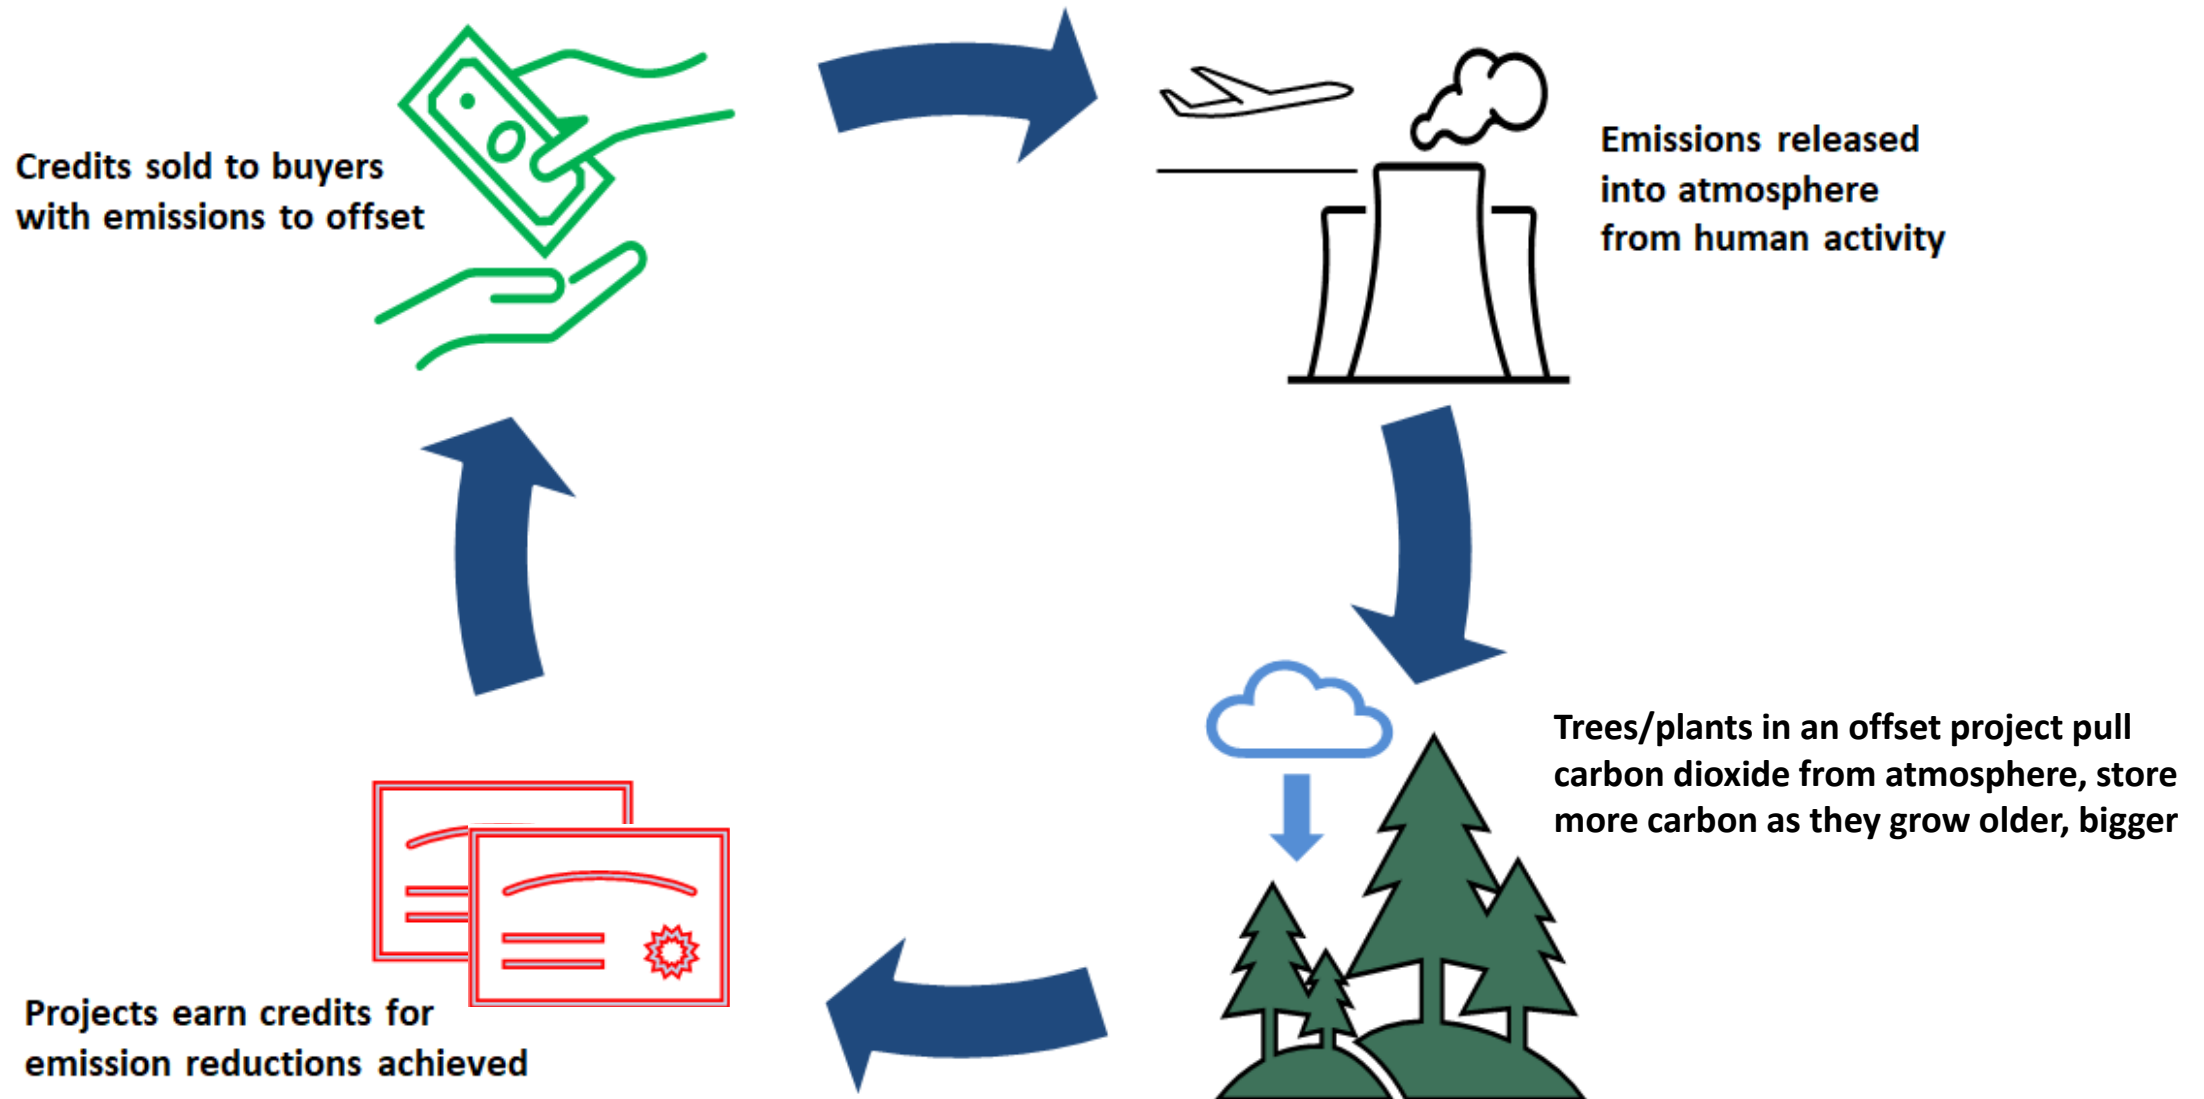 Credits sold to buyers
with emissions to offset
Emissions released
into atmosphere
from human activity
Trees/plants in an offset project pull
carbon dioxide from atmosphere, store
more carbon as they grow older, bigger
Projects earn credits for
emission reductions achieved